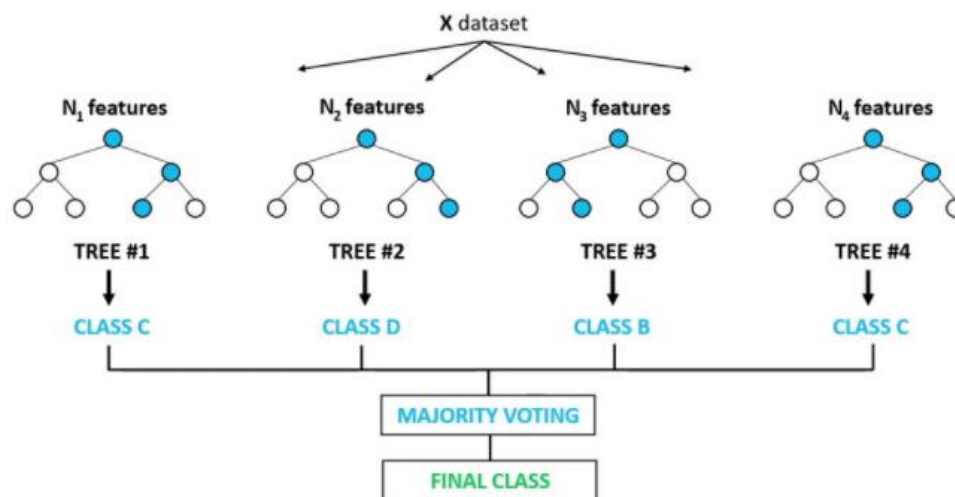 X dataset
N₁ features N₂ features N₃ features N₄ features
TREE #1 TREE #2 TREE #3 TREE #4
CLASS C CLASS D CLASS B CLASS C
MAJORITY VOTING
FINAL CLASS